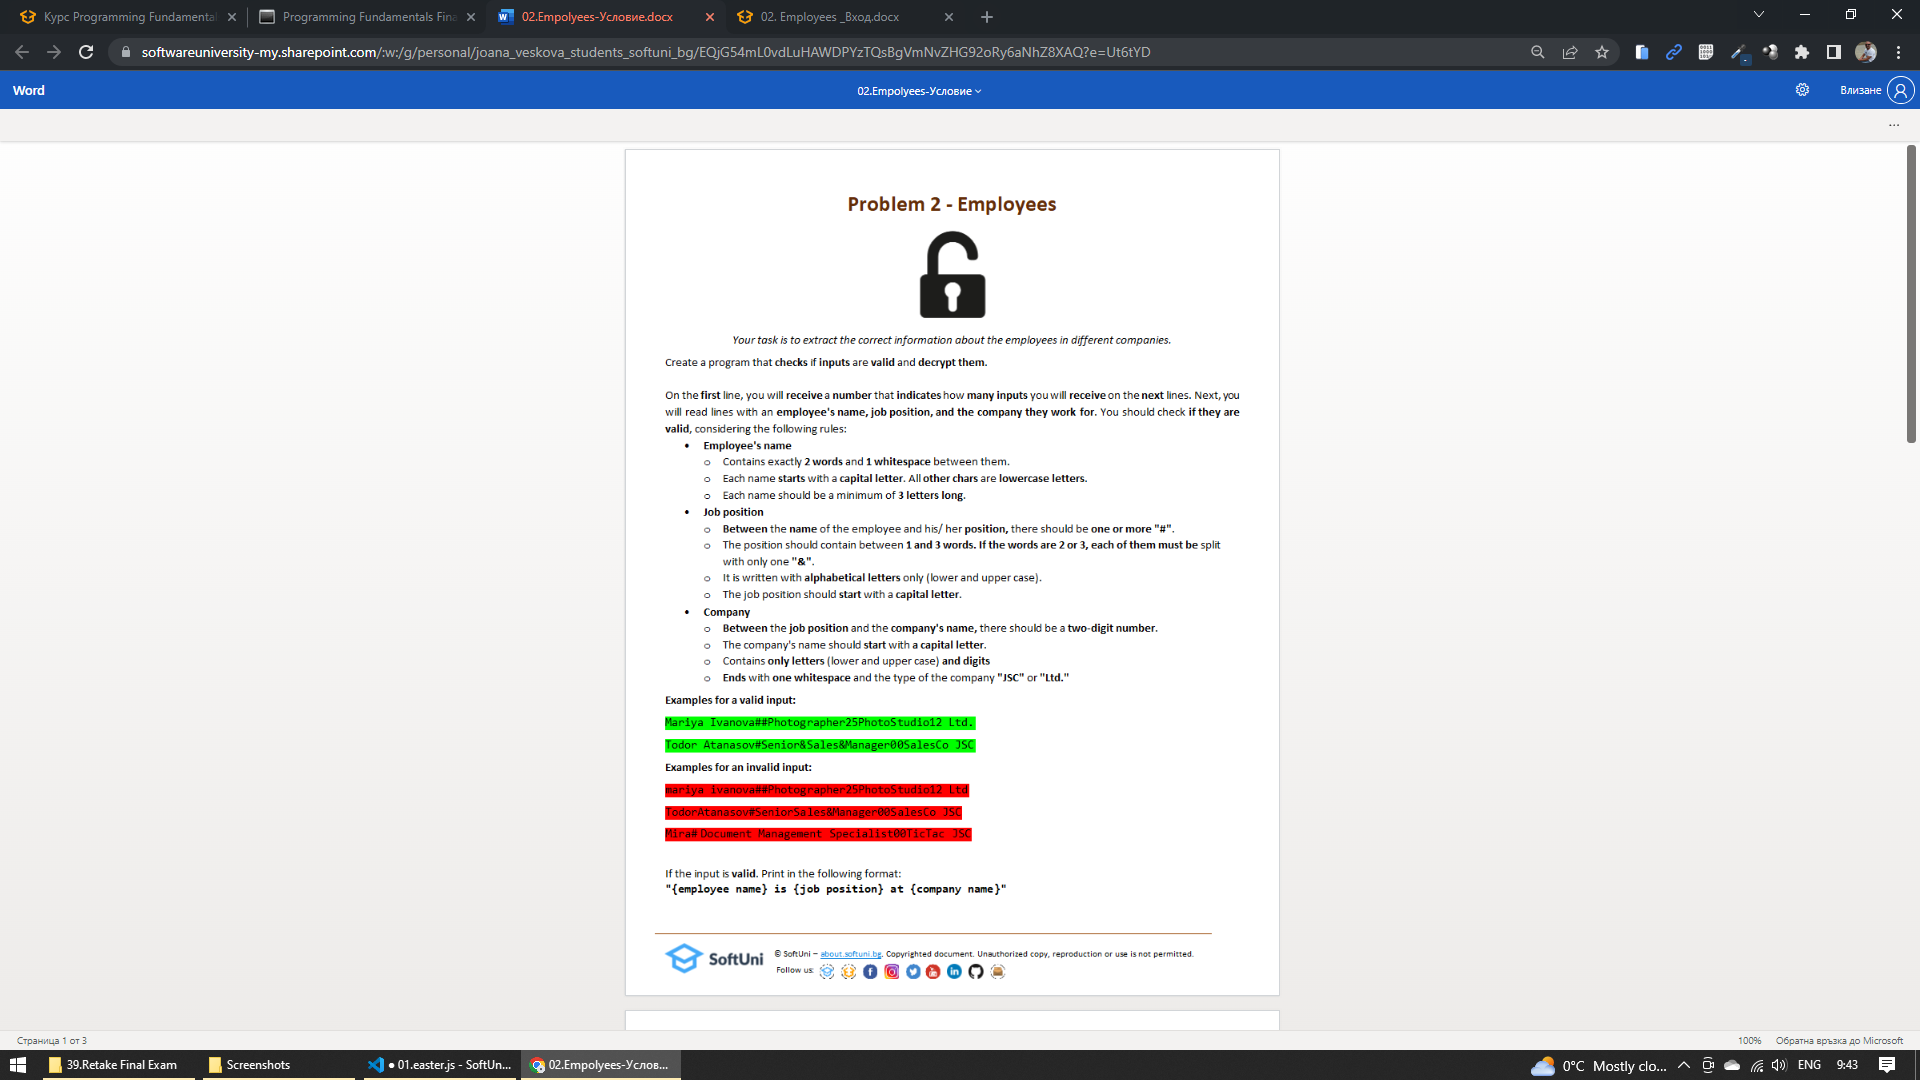 Курс Programming Fundamental
Programming Fundamentals Fina
02.Empolyees-Условие.docx
02. Employees _Вход.docx
softwareuniversity-my.sharepoint.com/:w:/g/personal/joana_veskova_students_softuni_bg/EQjG54mL0vdLuHAWDPYzTQsBgVmNvZHG92oRy6aNhZ8XAQ?e=Ut6tYD
Word
02.Empolyees-Условие
Влизане
Problem 2 - Employees
Your task is to extract the correct information about the employees in different companies.
Create a program that checks if inputs are valid and decrypt them.
On the first line, you will receive a number that indicates how many inputs you will receive on the next lines. Next, you
will read lines with an employee's name, job position, and the company they work for. You should check if they are
valid, considering the following rules:
• Employee's name
o Contains exactly 2 words and 1 whitespace between them.
o Each name starts with a capital letter. All other chars are lowercase letters.
o Each name should be a minimum of 3 letters long.
• Job position
o Between the name of the employee and his/ her position, there should be one or more "#".
o The position should contain between 1 and 3 words. If the words are 2 or 3, each of them must be split
with only one "&".
o It is written with alphabetical letters only (lower and upper case).
o The job position should start with a capital letter.
• Company
o Between the job position and the company's name, there should be a two-digit number.
o The company's name should start with a capital letter.
o Contains only letters (lower and upper case) and digits
o Ends with one whitespace and the type of the company "JSC" or "Ltd."
Examples for a valid input:
Mariya Ivanova##Photographer25PhotoStudio12 Ltd.
Todor Atanasov#Senior&Sales&Manager00SalesCo JSC
Examples for an invalid input:
mariya ivanova##Photographer25PhotoStudio12 Ltd
TodorAtanasov#SeniorSales&Manager00SalesCo JSC
Mira# Document Management Specialist00TicTac JSC
If the input is valid. Print in the following format:
"{employee name} is {job position} at {company name}"
SoftUni
© SoftUni – about.softuni.bg. Copyrighted document. Unauthorized copy, reproduction or use is not permitted.
Follow us:
Страница 1 от 3
100%
Обратна връзка до Microsoft
39.Retake Final Exam
Screenshots
● 01.easter.js - SoftUn...
02.Empolyees-Услов...
0°C Mostly clo...
ENG
9:43